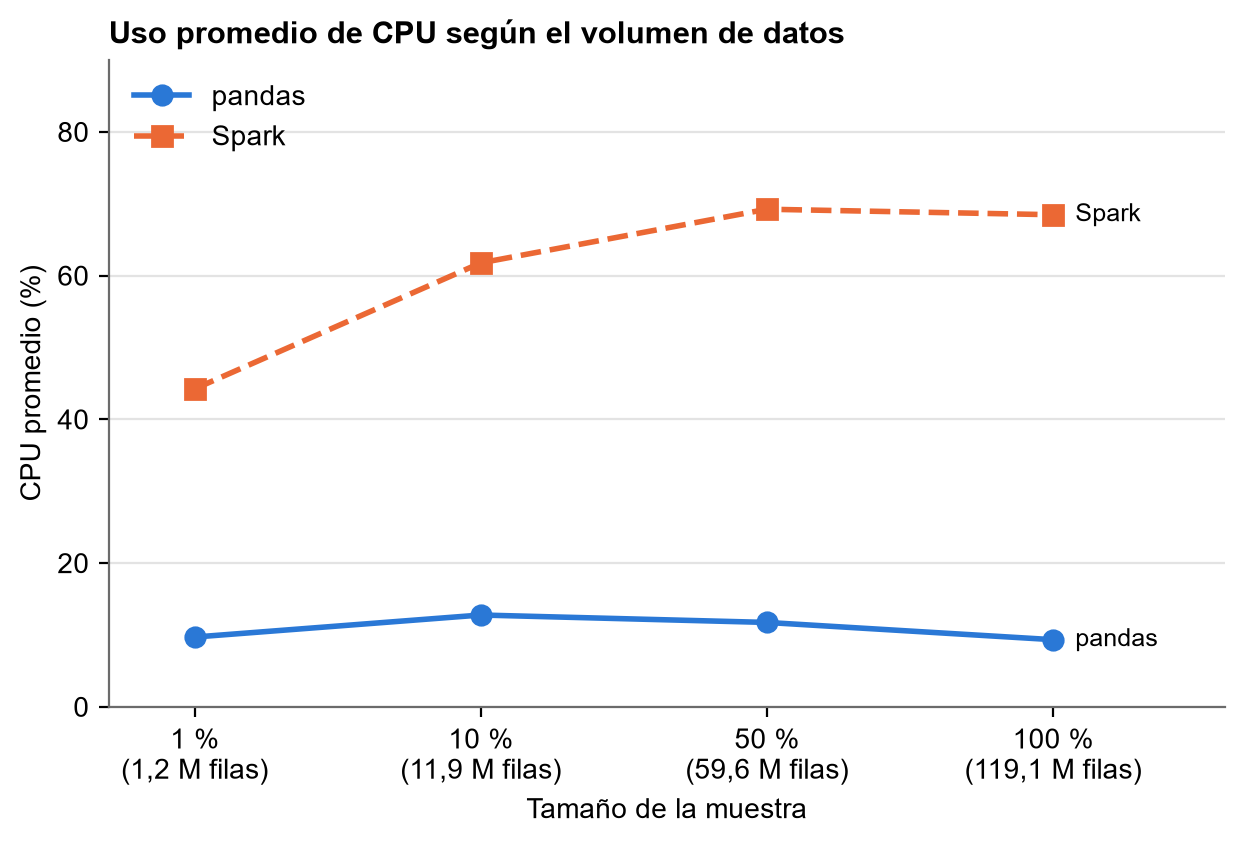 Uso promedio de CPU según el volumen de datos
pandas
Spark
CPU promedio (%)
80
60
40
20
0
Spark
pandas
1 %
(1,2 M filas)
10 %
(11,9 M filas)
50 %
(59,6 M filas)
100 %
(119,1 M filas)
Tamaño de la muestra